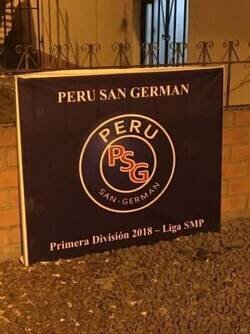 PERU SAN GERMAN
PERU
PSG
SAN-GERMAN
Primera División 2018 – Liga SMP